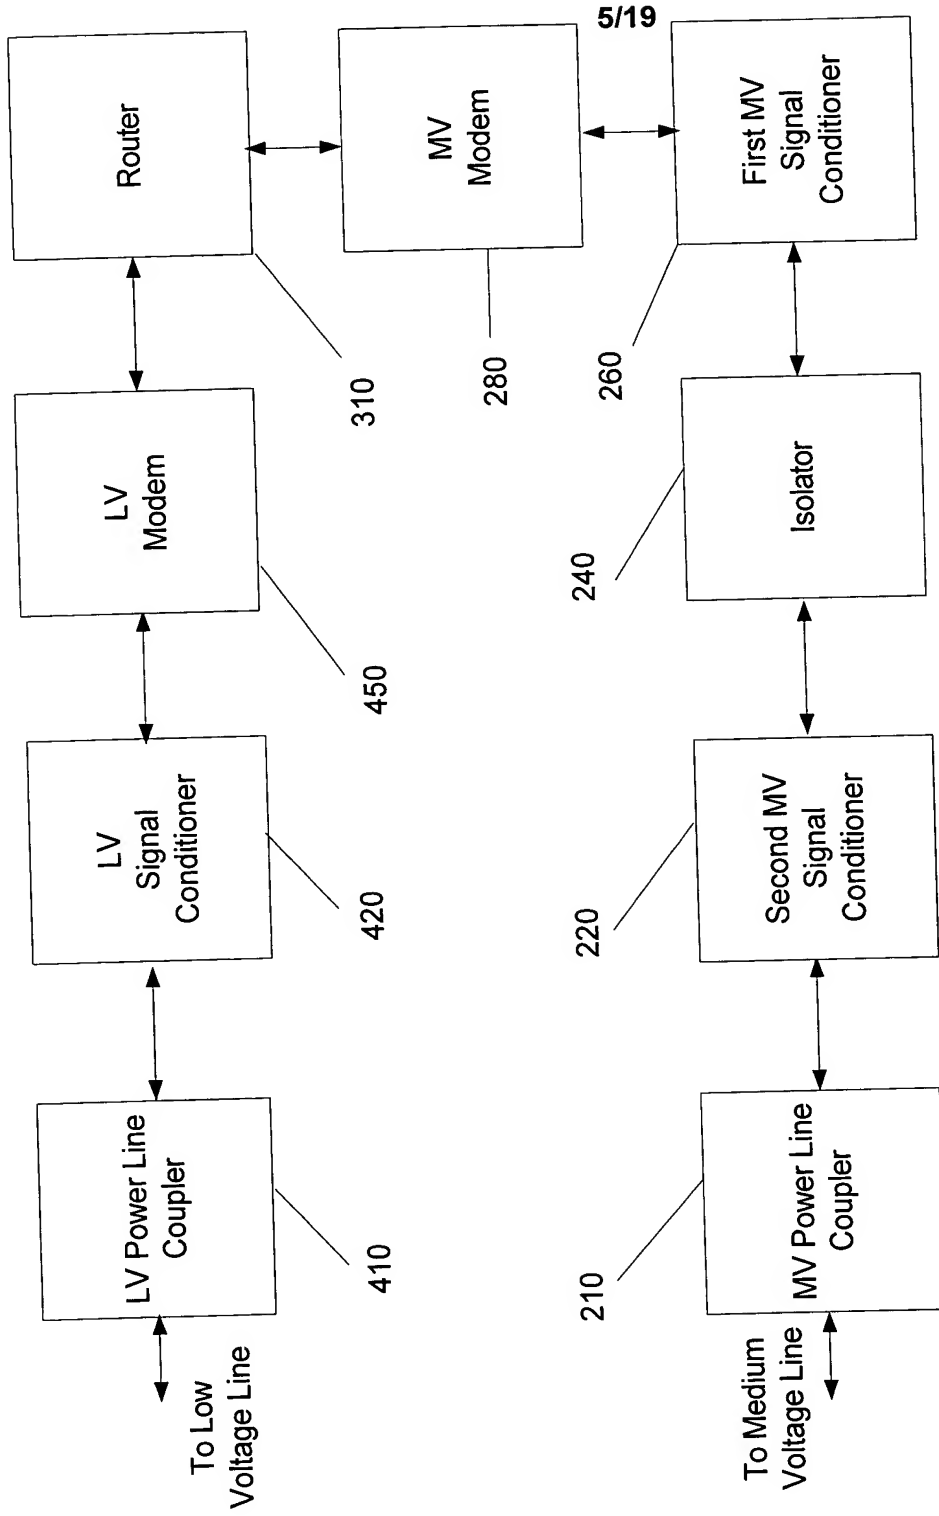 5/19
Router
310
LV
Modem
450
LV
Signal
Conditioner
420
LV Power Line
Coupler
410
To Low
Voltage Line
MV
Modem
280
First MV
Signal
Conditioner
260
Isolator
240
Second MV
Signal
Conditioner
220
MV Power Line
Coupler
210
To Medium
Voltage Line